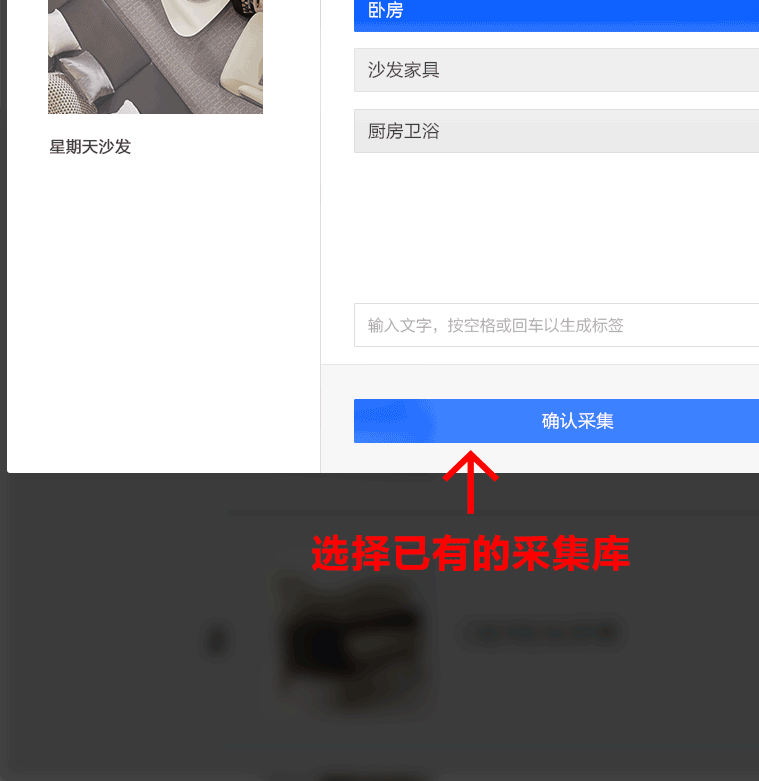 卧房
沙发家具
厨房卫浴
星期天沙发
输入文字，按空格或回车以生成标签
确认采集
选择已有的采集库